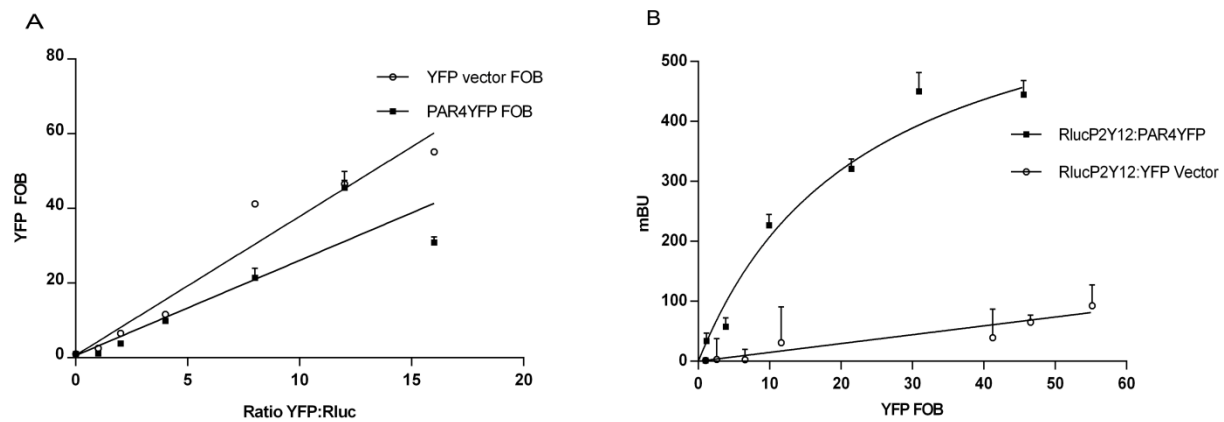 A
80
60
40
20
0
YFP FOB
YFP vector FOB
PAR4YFP FOB
0 5 10 15 20
Ratio YFP:Rluc
B
500
400
300
200
100
0
mBU
RlucP2Y12:PAR4YFP
RlucP2Y12:YFP Vector
0 10 20 30 40 50 60
YFP FOB